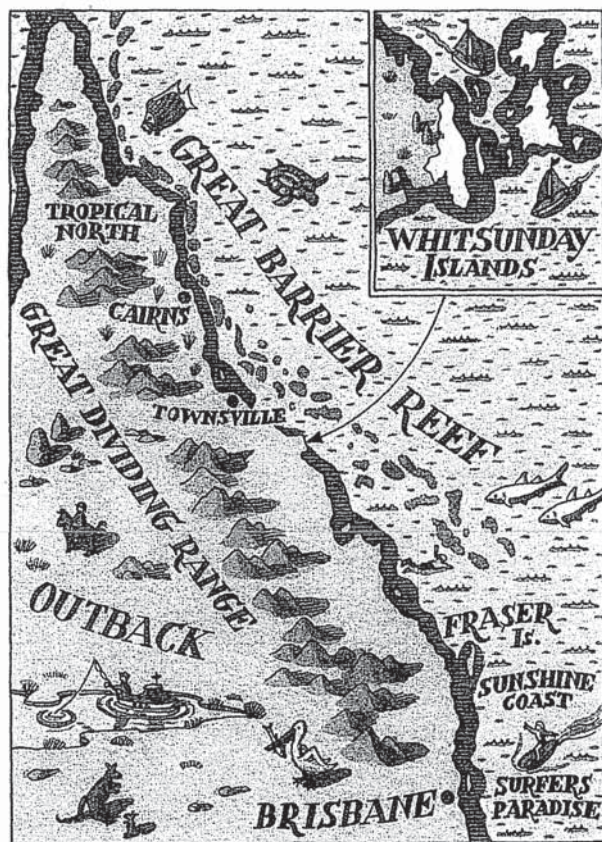 WHITSUNDAY
ISLANDS
GREAT BARRIER REEF
TROPICAL
NORTH
CAIRNS
TOWNSVILLE
GREAT DIVIDING RANGE
OUTBACK
FRASER
IS.
SUNSHINE
COAST
SURFERS
PARADISE
BRISBANE